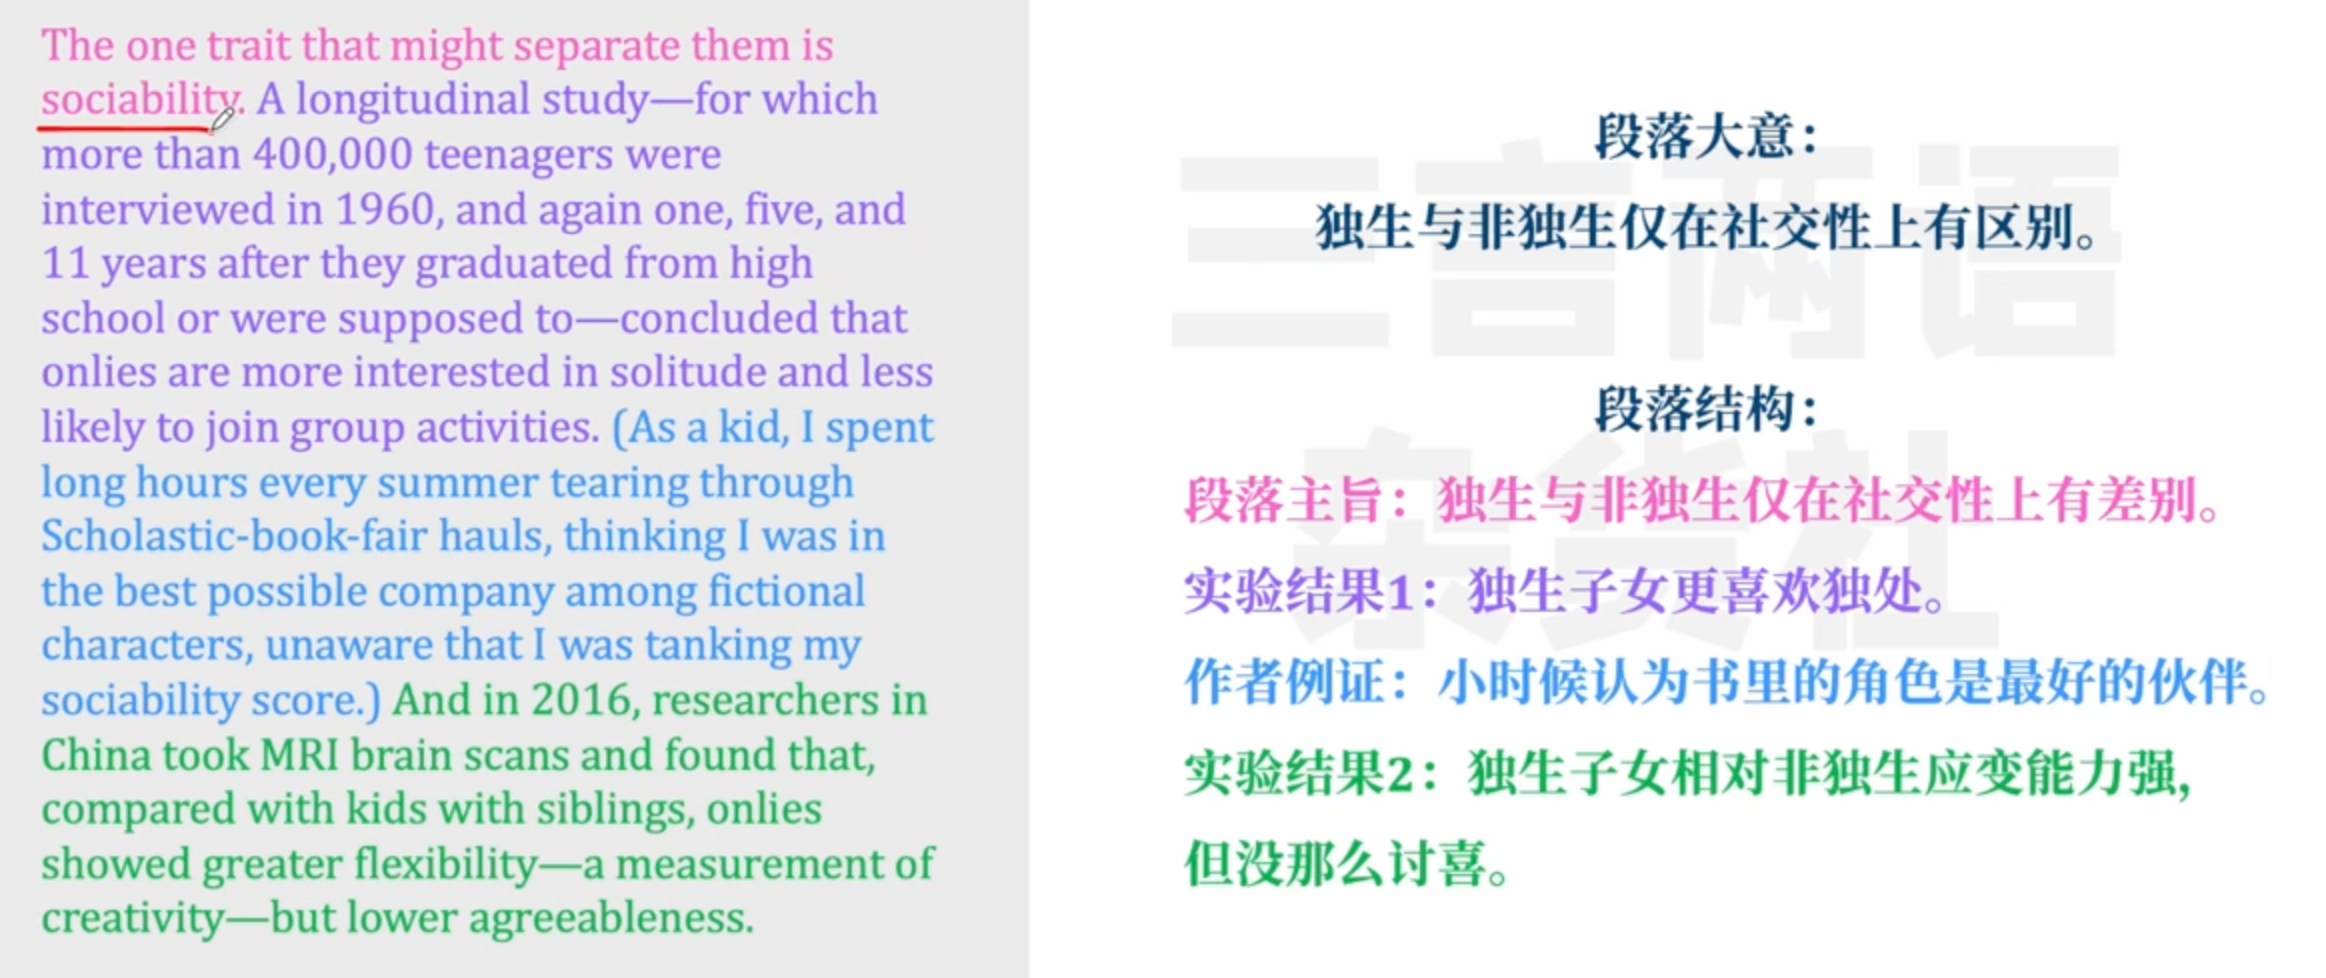 The one trait that might separate them is
sociability. A longitudinal study—for which
more than 400,000 teenagers were
interviewed in 1960, and again one, five, and
11 years after they graduated from high
school or were supposed to—concluded that
onlies are more interested in solitude and less
likely to join group activities. (As a kid, I spent
long hours every summer tearing through
Scholastic-book-fair hauls, thinking I was in
the best possible company among fictional
characters, unaware that I was tanking my
sociability score.) And in 2016, researchers in
China took MRI brain scans and found that,
compared with kids with siblings, onlies
showed greater flexibility—a measurement of
creativity—but lower agreeableness.
三言两语
杂货社
段落大意：
独生与非独生仅在社交性上有区别。
段落结构：
段落主旨：独生与非独生仅在社交性上有差别。
实验结果1：独生子女更喜欢独处。
作者例证：小时候认为书里的角色是最好的伙伴。
实验结果2：独生子女相对非独生应变能力强，
但没那么讨喜。